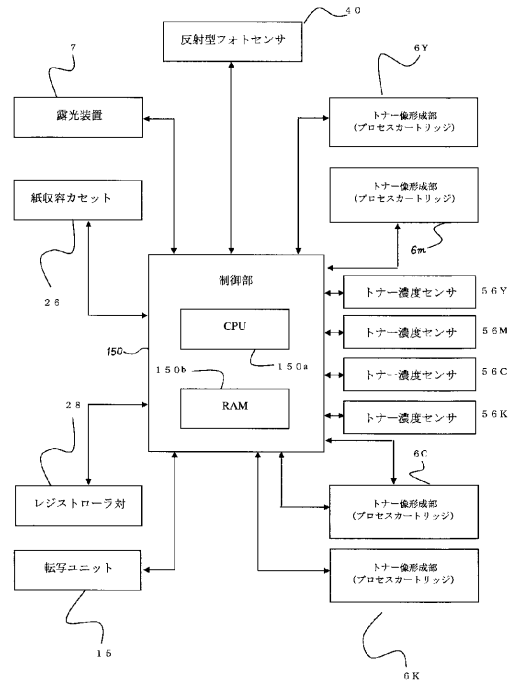 ４０
反射型フォトセンサ
７
露光装置
６Y
トナー像形成部
(プロセスカートリッジ)
紙収容カセット
２６
トナー像形成部
(プロセスカートリッジ)
6m
制御部
CPU
150
１５０a
１５０b
RAM
トナー濃度センサ
５６Y
トナー濃度センサ
５６M
トナー濃度センサ
５６C
トナー濃度センサ
５６K
２８
レジストローラ対
６C
トナー像形成部
(プロセスカートリッジ)
転写ユニット
１５
トナー像形成部
(プロセスカートリッジ)
６K